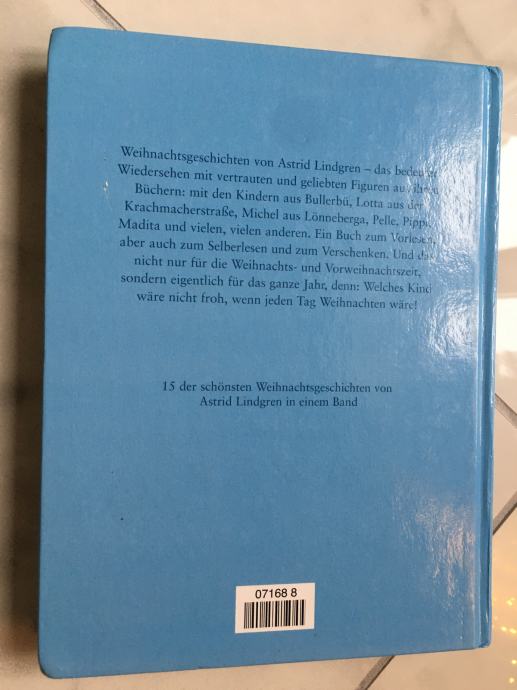 Weihnachtsgeschichten von Astrid Lindgren – das bedeutet
Wiedersehen mit vertrauten und geliebten Figuren aus ihren
Büchern: mit den Kindern aus Bullerbü, Lotta aus der
Krachmacherstraße, Michel aus Lönneberga, Pelle, Pippi,
Madita und vielen, vielen anderen. Ein Buch zum Vorlesen,
aber auch zum Selberlesen und zum Verschenken. Und das
nicht nur für die Weihnachts- und Vorweihnachtszeit,
sondern eigentlich für das ganze Jahr, denn: Welches Kind
wäre nicht froh, wenn jeden Tag Weihnachten wäre!
15 der schönsten Weihnachtsgeschichten von
Astrid Lindgren in einem Band
07168 8